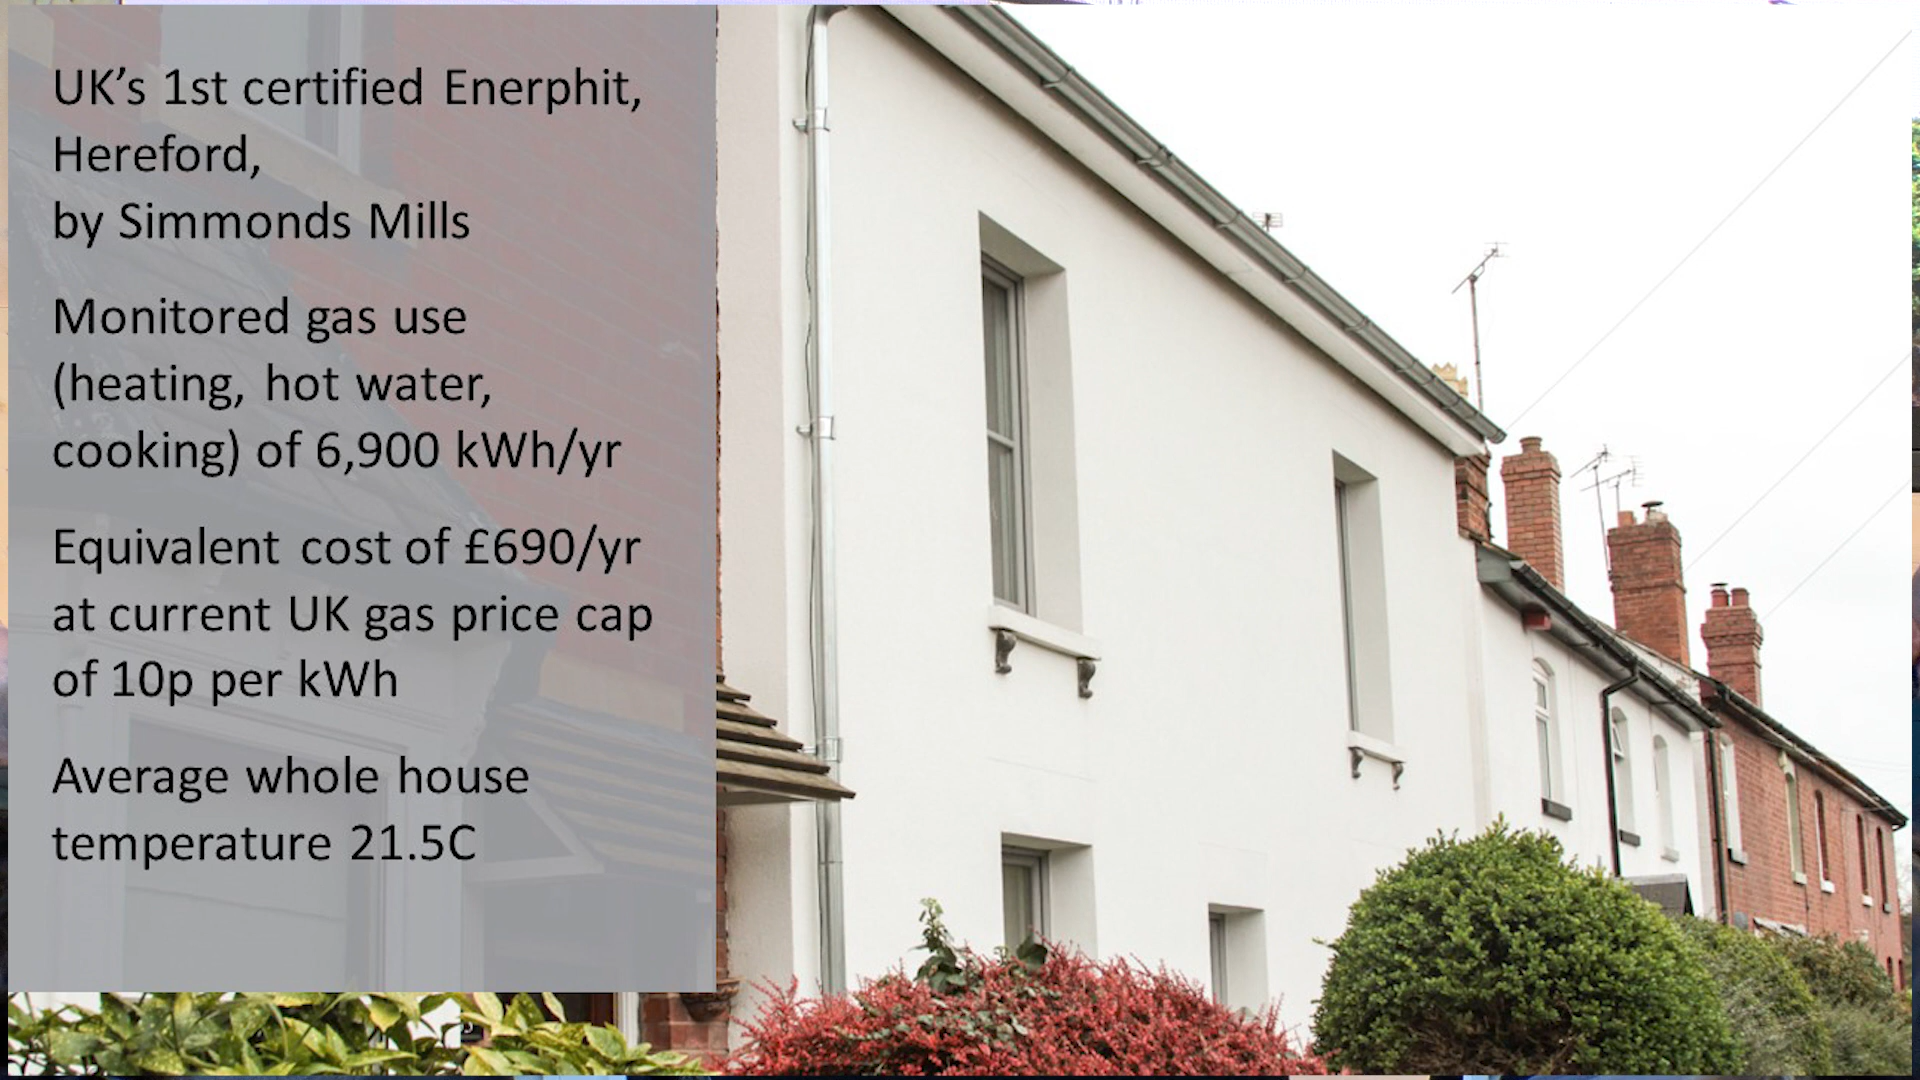 UK’s 1st certified Enerphit,
Hereford,
by Simmonds Mills
Monitored gas use
(heating, hot water,
cooking) of 6,900 kWh/yr
Equivalent cost of £690/yr
at current UK gas price cap
of 10p per kWh
Average whole house
temperature 21.5C